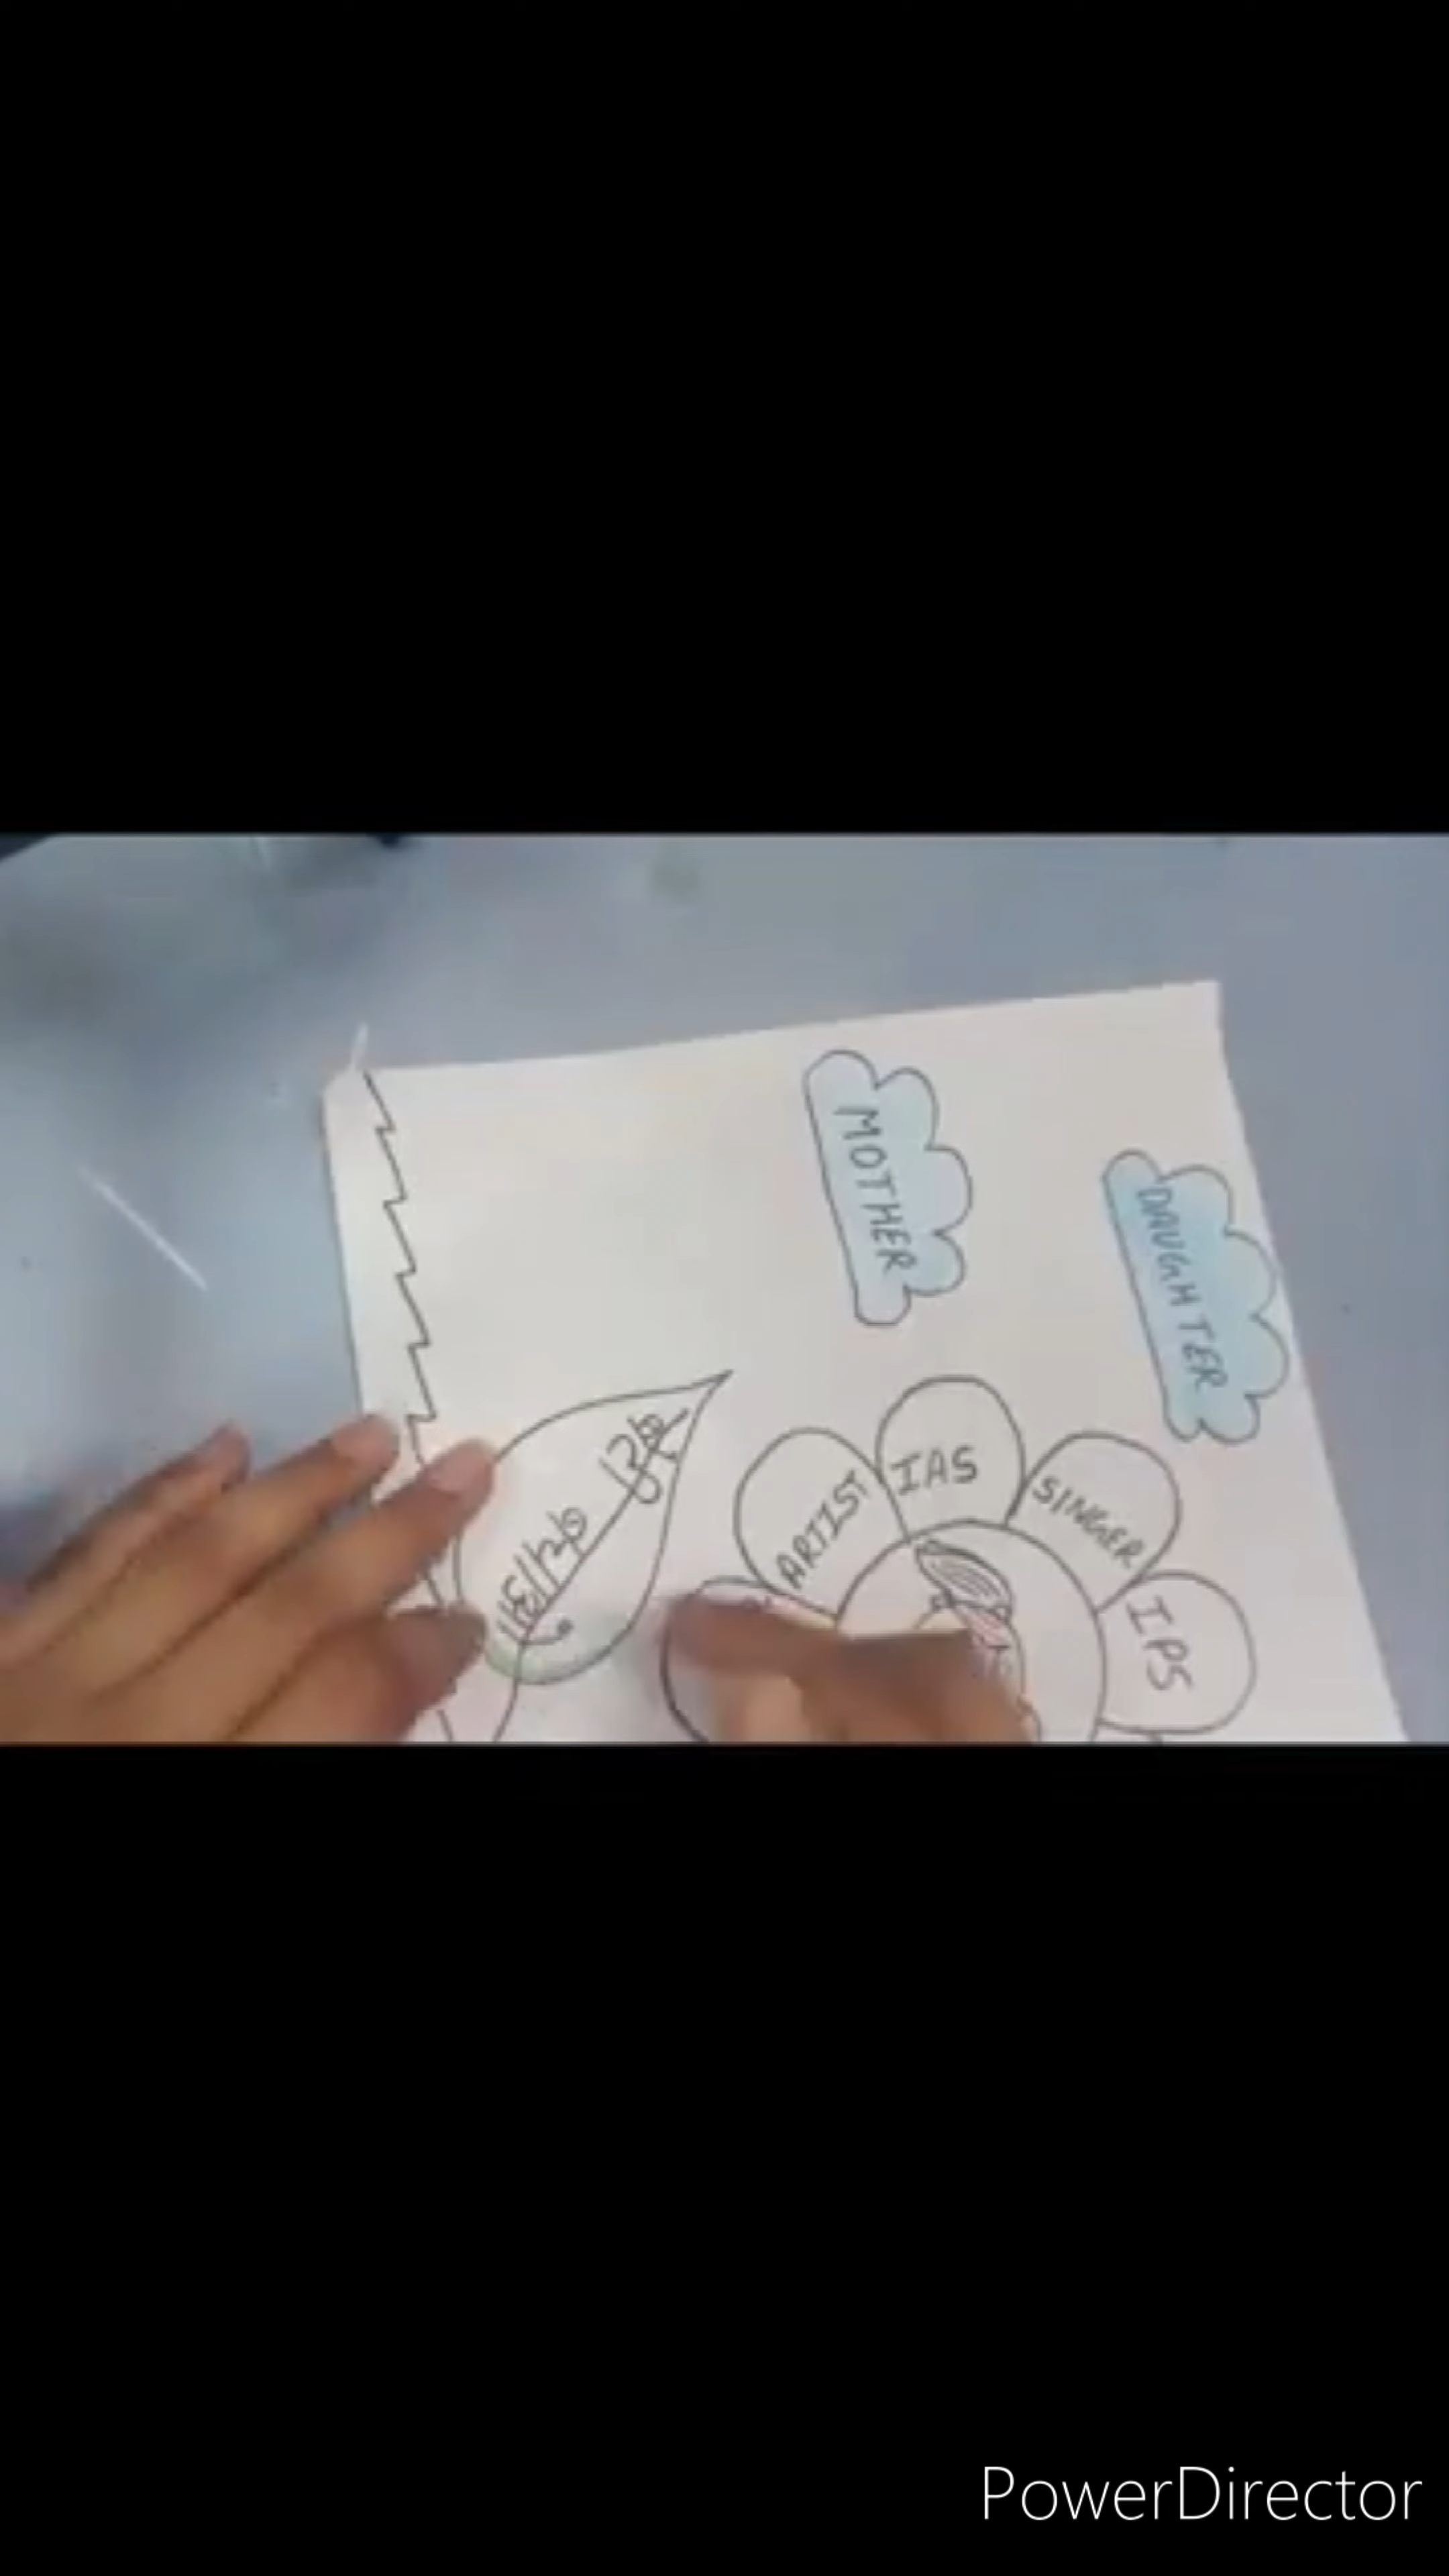 MOTHER
DAUGHTER
ARTIST
IAS
SINGER
IPS
PowerDirector